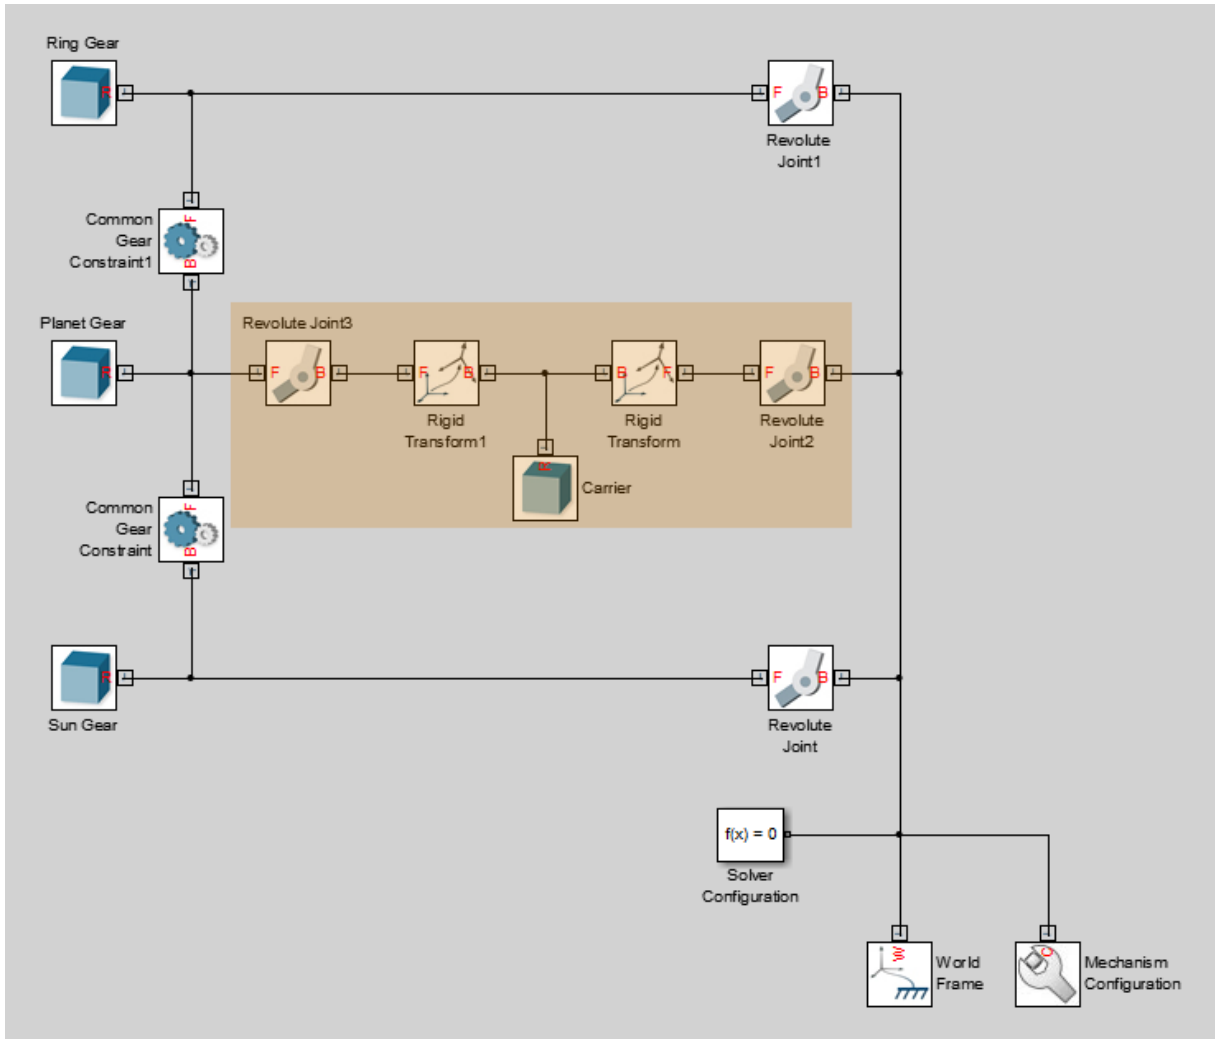 Ring Gear
R
F B
Revolute
Joint1
Common
Gear
Constraint1
F
B
Planet Gear
Revolute Joint3
R
F B
F B
B F
F B
Rigid
Transform1
Rigid
Transform
Revolute
Joint2
R
Carrier
Common
Gear
Constraint
F
B
R
F B
Sun Gear
Revolute
Joint
f(x) = 0
Solver
Configuration
W
World
Frame
C
Mechanism
Configuration